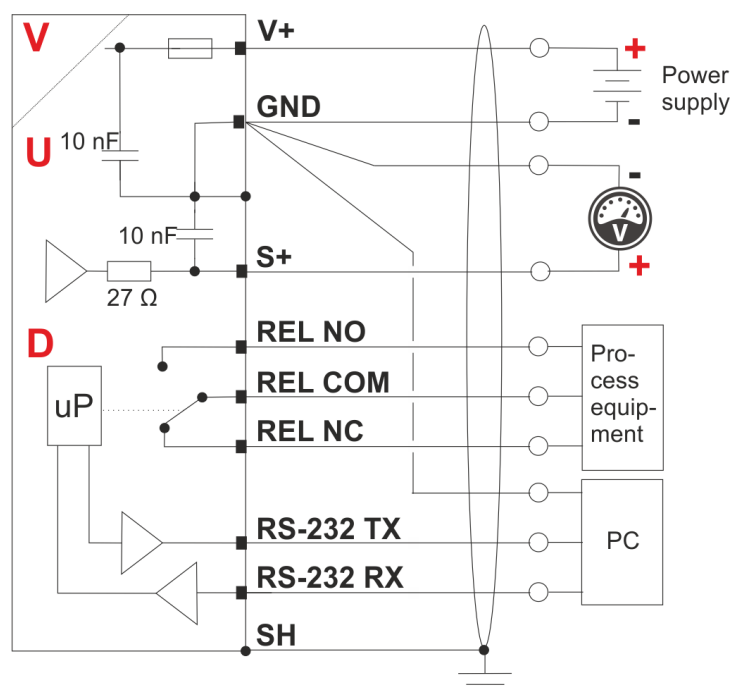 V
V+
+
Power
supply
GND
-
U
10 nF
-
10 nF
V
S+
+
27 Ω
D
REL NO
Pro-
cess
equip-
ment
REL COM
uP
REL NC
RS-232 TX
PC
RS-232 RX
SH